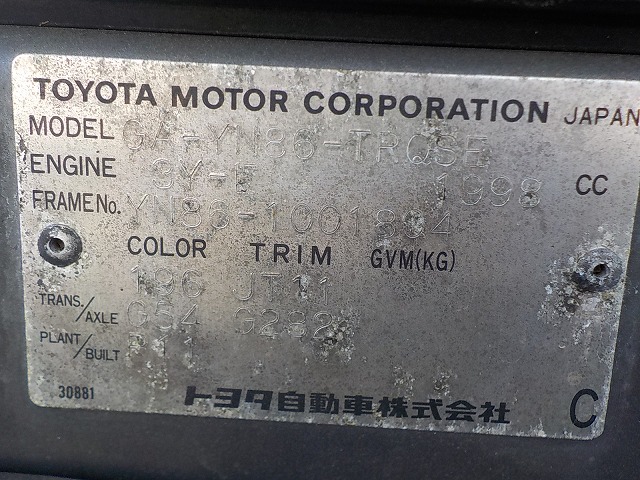 TOYOTA MOTOR CORPORATION JAPAN
MODEL GA-YN86-TRQSE
ENGINE 3Y-E 1998 CC
FRAME No. YN86-1001894
COLOR TRIM GVM(KG)
19G JT11
TRANS./AXLE G54 G282
PLANT/BUILT
30881 トヨタ自動車株式会社 C